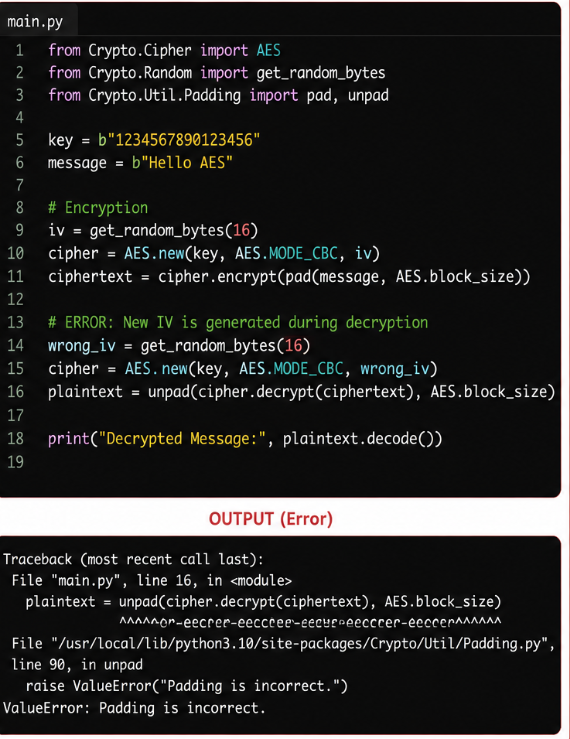 main.py
1 from Crypto.Cipher import AES
2 from Crypto.Random import get_random_bytes
3 from Crypto.Util.Padding import pad, unpad
4
5 key = b"1234567890123456"
6 message = b"Hello AES"
7
8 # Encryption
9 iv = get_random_bytes(16)
10 cipher = AES.new(key, AES.MODE_CBC, iv)
11 ciphertext = cipher.encrypt(pad(message, AES.block_size))
12
13 # ERROR: New IV is generated during decryption
14 wrong_iv = get_random_bytes(16)
15 cipher = AES.new(key, AES.MODE_CBC, wrong_iv)
16 plaintext = unpad(cipher.decrypt(ciphertext), AES.block_size)
17
18 print("Decrypted Message:", plaintext.decode())
19
OUTPUT (Error)
Traceback (most recent call last):
File "main.py", line 16, in <module>
plaintext = unpad(cipher.decrypt(ciphertext), AES.block_size)
File "/usr/local/lib/python3.10/site-packages/Crypto/Util/Padding.py",
line 90, in unpad
raise ValueError("Padding is incorrect.")
ValueError: Padding is incorrect.